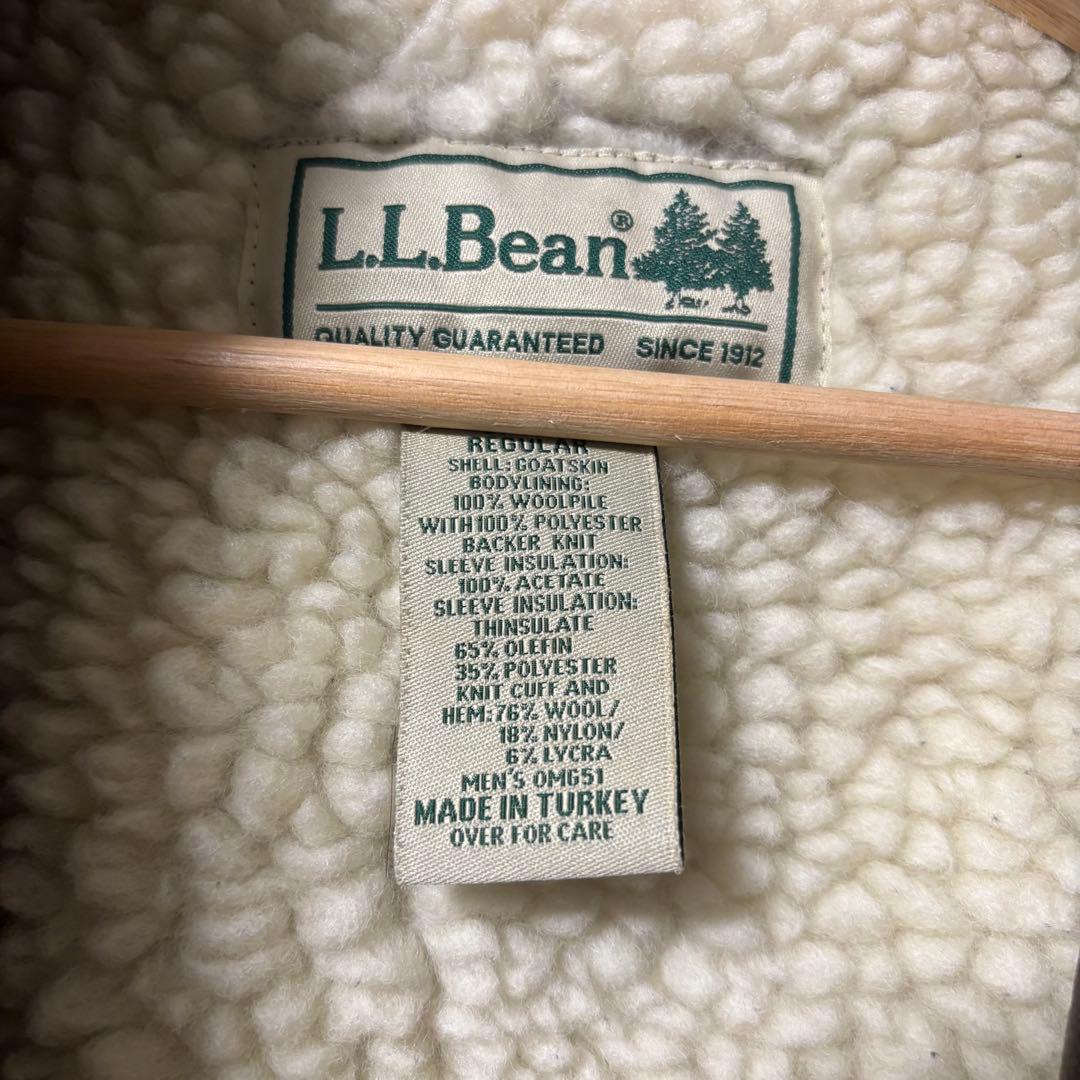 L.L.Bean®
QUALITY GUARANTEED SINCE 1912
REGULAR
SHELL: GOATSKIN
BODYLINING:
100% WOOLPILE
WITH 100% POLYESTER
BACKER KNIT
SLEEVE INSULATION:
100% ACETATE
SLEEVE INSULATION:
THINSULATE
65% OLEFIN
35% POLYESTER
KNIT CUFF AND
HEM: 76% WOOL/
18% NYLON/
6% LYCRA
MEN'S 0MG51
MADE IN TURKEY
OVER FOR CARE